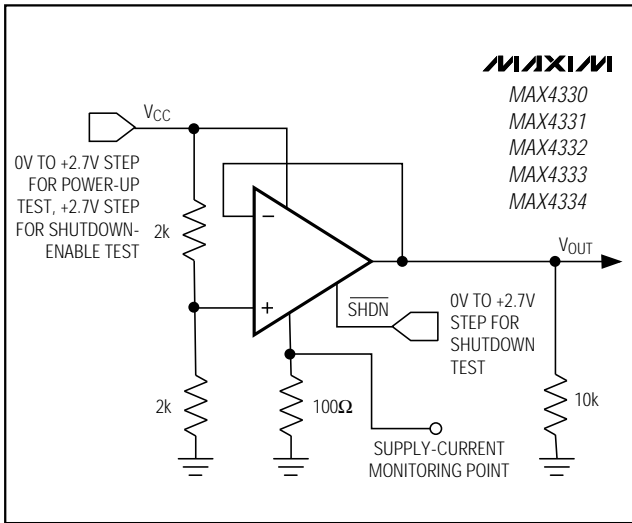 MAXIM
MAX4330
MAX4331
MAX4332
MAX4333
MAX4334
VCC
0V TO +2.7V STEP
FOR POWER-UP
TEST, +2.7V STEP
FOR SHUTDOWN-
ENABLE TEST
2k
−
+
VOUT
SHDN
0V TO +2.7V
STEP FOR
SHUTDOWN
TEST
2k
100Ω
10k
SUPPLY-CURRENT
MONITORING POINT